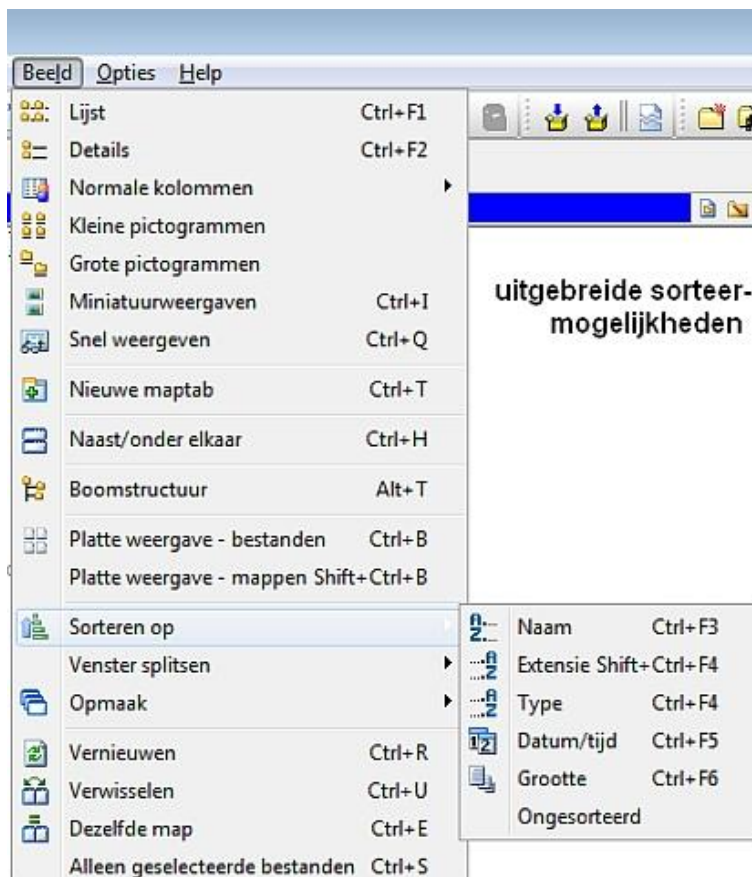 Beeld Opties Help
Lijst Ctrl+F1
Details Ctrl+F2
Normale kolommen
Kleine pictogrammen
Grote pictogrammen
Miniatuurweergaven Ctrl+I
Snel weergeven Ctrl+Q
Nieuwe maptab Ctrl+T
Naast/onder elkaar Ctrl+H
Boomstructuur Alt+T
Platte weergave - bestanden Ctrl+B
Platte weergave - mappen Shift+Ctrl+B
Sorteren op
Venster splitsen
Opmaak
Vernieuwen Ctrl+R
Verwisselen Ctrl+U
Dezelfde map Ctrl+E
Alleen geselecteerde bestanden Ctrl+S
uitgebreide sorteer-
mogelijkheden
Naam Ctrl+F3
Extensie Shift+Ctrl+F4
Type Ctrl+F4
Datum/tijd Ctrl+F5
Grootte Ctrl+F6
Ongesorteerd